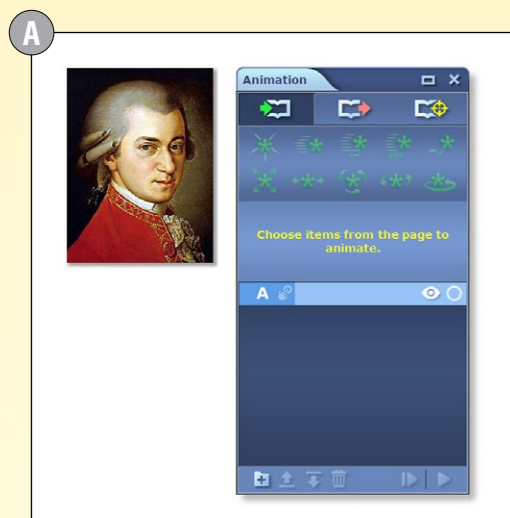 A
Animation
Choose items from the page to
animate.
A